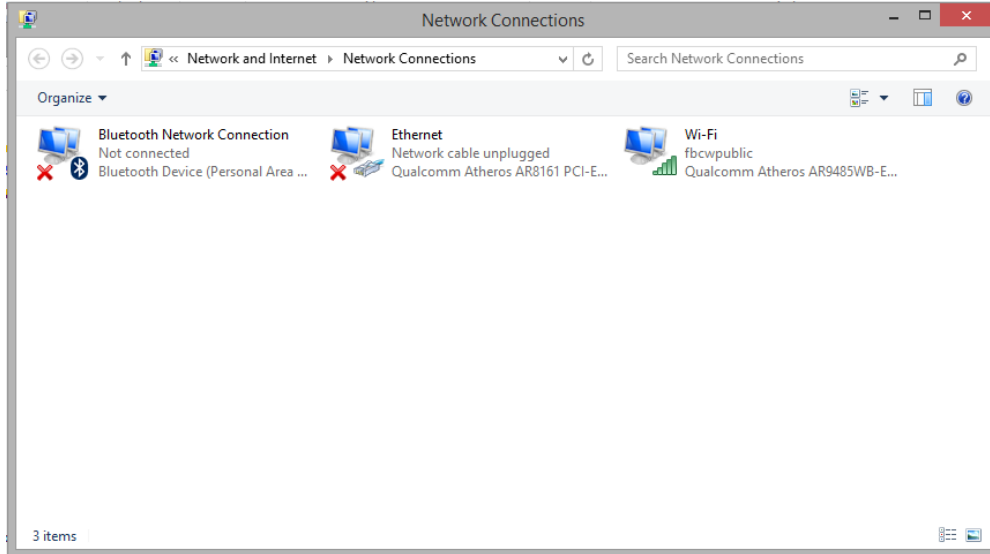 Network Connections
« Network and Internet Network Connections
Search Network Connections
Organize
Bluetooth Network Connection
Not connected
Bluetooth Device (Personal Area ...
Ethernet
Network cable unplugged
Qualcomm Atheros AR8161 PCI-E...
Wi-Fi
fbcwpublic
Qualcomm Atheros AR9485WB-E...
3 items